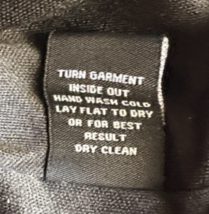 TURN GARMENT
INSIDE OUT
HAND WASH COLD
LAY FLAT TO DRY
OR FOR BEST
RESULT
DRY CLEAN